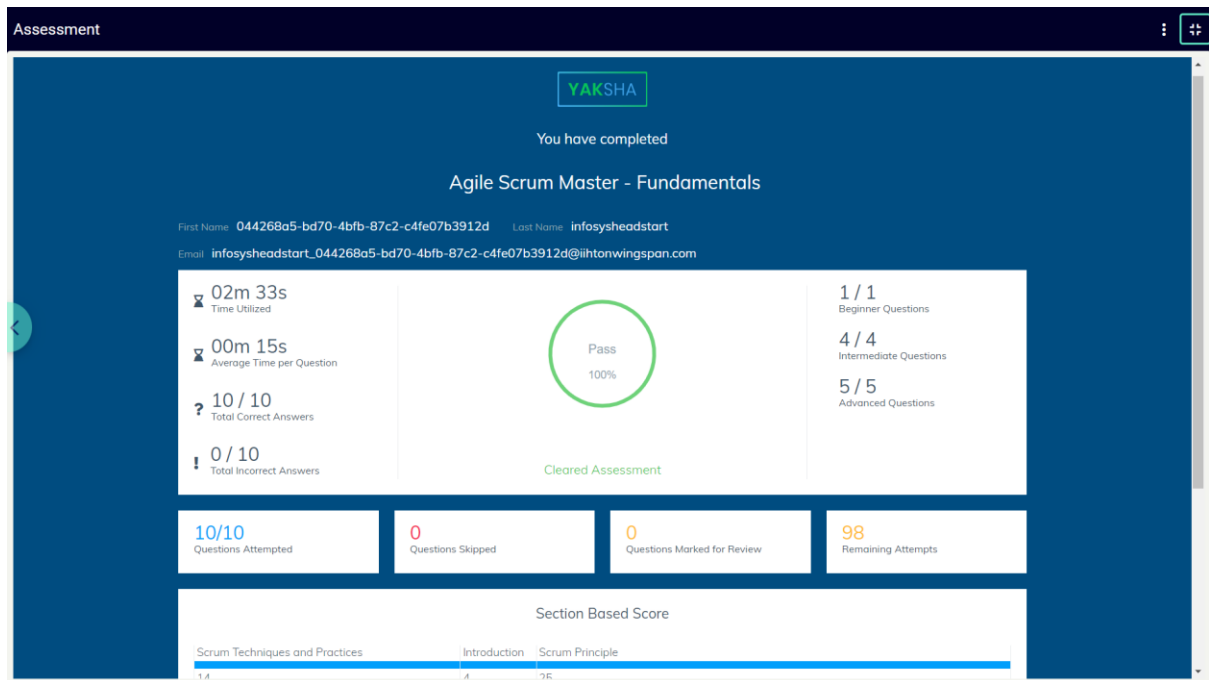 Assessment
YAKSHA
You have completed
Agile Scrum Master - Fundamentals
First Name 044268a5-bd70-4bfb-87c2-c4fe07b3912d Last Name infosysheadstart
Email infosysheadstart_044268a5-bd70-4bfb-87c2-c4fe07b3912d@iihtonwingspan.com
02m 33s
Time Utilized
00m 15s
Average Time per Question
? 10 / 10
Total Correct Answers
! 0 / 10
Total Incorrect Answers
Pass
100%
Cleared Assessment
1 / 1
Beginner Questions
4 / 4
Intermediate Questions
5 / 5
Advanced Questions
10/10
Questions Attempted
0
Questions Skipped
0
Questions Marked for Review
98
Remaining Attempts
Section Based Score
Scrum Techniques and Practices Introduction Scrum Principle
14 4 25